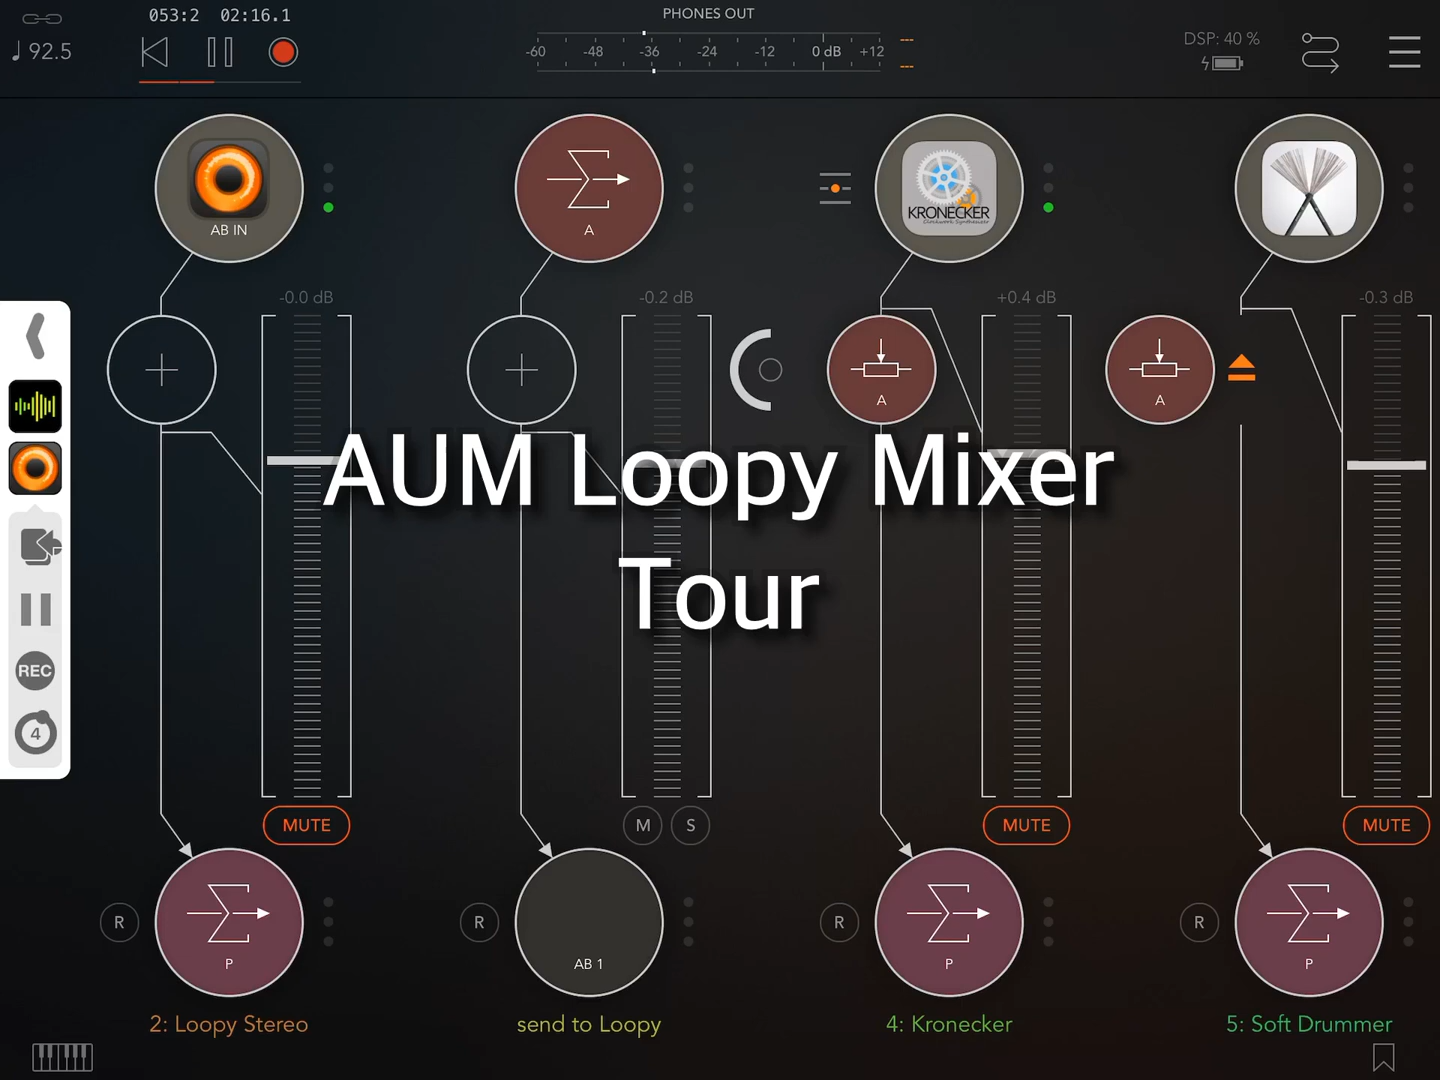 053:2 02:16.1
92.5
PHONES OUT
-60 -48 -36 -24 -12 0 dB +12
--- 
---
DSP: 40 %
AB IN
A
KRONECKER
Clockwork Synthesizer
-0.0 dB
-0.2 dB
+0.4 dB
-0.3 dB
A
A
AUM Loopy Mixer
Tour
REC
4
MUTE
M S
MUTE
MUTE
R
P
R
AB 1
R
P
R
P
2: Loopy Stereo
send to Loopy
4: Kronecker
5: Soft Drummer